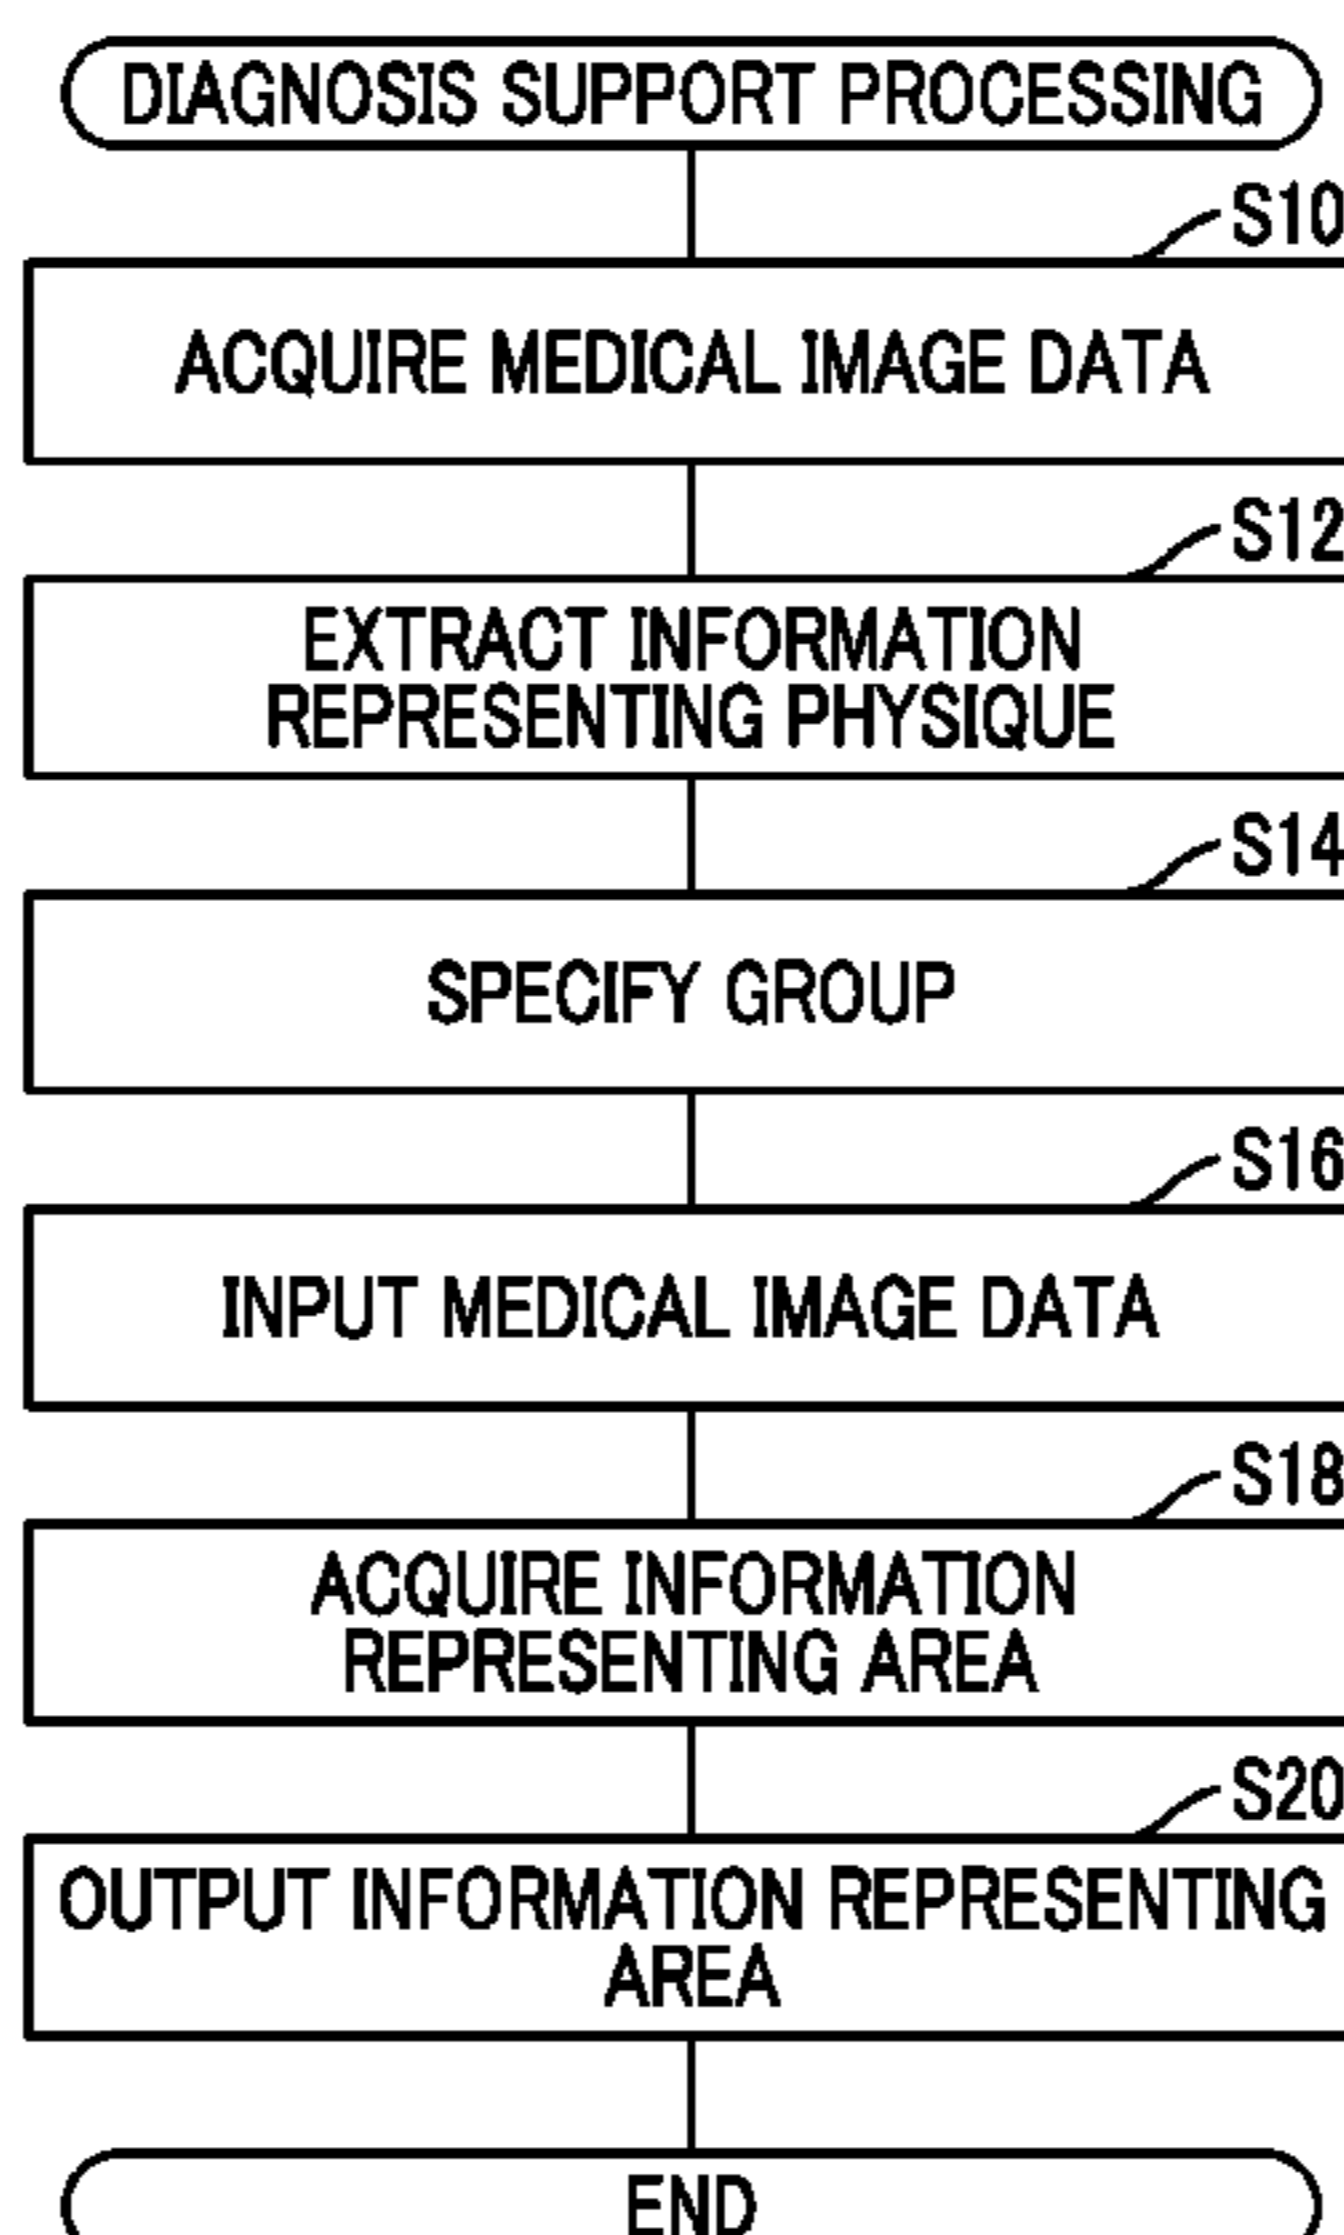 DIAGNOSIS SUPPORT PROCESSING
S10
ACQUIRE MEDICAL IMAGE DATA
S12
EXTRACT INFORMATION
REPRESENTING PHYSIQUE
S14
SPECIFY GROUP
S16
INPUT MEDICAL IMAGE DATA
S18
ACQUIRE INFORMATION
REPRESENTING AREA
S20
OUTPUT INFORMATION REPRESENTING
AREA
END